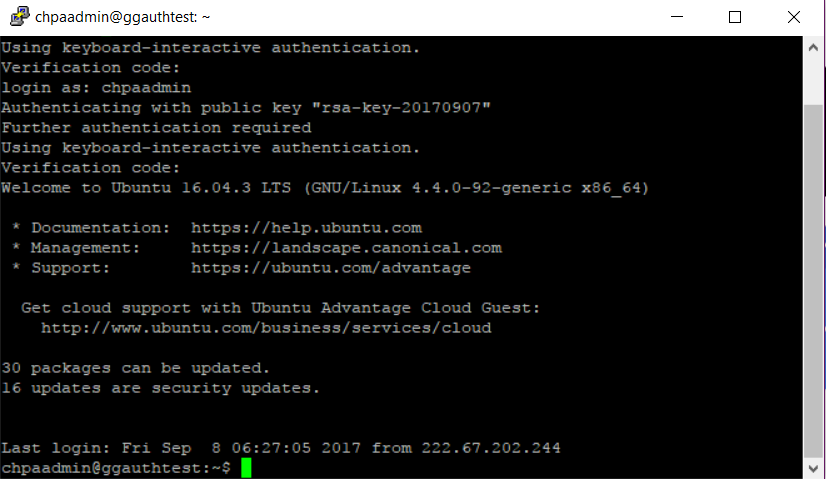 chpaadmin@ggauthtest: ~
Using keyboard-interactive authentication.
Verification code:
login as: chpaadmin
Authenticating with public key "rsa-key-20170907"
Further authentication required
Using keyboard-interactive authentication.
Verification code:
Welcome to Ubuntu 16.04.3 LTS (GNU/Linux 4.4.0-92-generic x86_64)
* Documentation:  https://help.ubuntu.com
* Management:     https://landscape.canonical.com
* Support:        https://ubuntu.com/advantage
Get cloud support with Ubuntu Advantage Cloud Guest:
http://www.ubuntu.com/business/services/cloud
30 packages can be updated.
16 updates are security updates.
Last login: Fri Sep  8 06:27:05 2017 from 222.67.202.244
chpaadmin@ggauthtest:~$